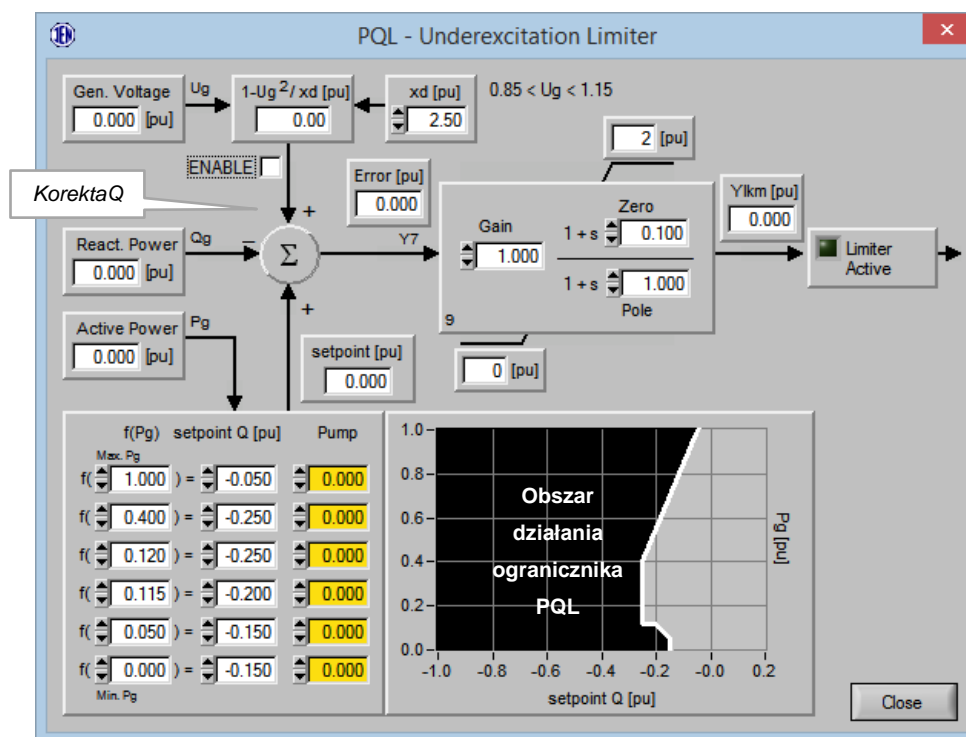 IEN
PQL - Underexcitation Limiter
Gen. Voltage
0.000 [pu]
Ug
1-Ug²/ xd [pu]
0.00
xd [pu]
2.50
0.85 < Ug < 1.15
2 [pu]
ENABLE
KorektaQ
+
Error [pu]
0.000
Ylkm [pu]
0.000
React. Power
0.000 [pu]
Qg
−
Σ
Y7
Gain
1.000
Zero
1 + s 0.100
1 + s 1.000
Pole
9
Limiter
Active
+
Active Power
0.000 [pu]
Pg
setpoint [pu]
0.000
0 [pu]
f(Pg) setpoint Q [pu] Pump
Max. Pg
f( 1.000 ) = -0.050 0.000
f( 0.400 ) = -0.250 0.000
f( 0.120 ) = -0.250 0.000
f( 0.115 ) = -0.200 0.000
f( 0.050 ) = -0.150 0.000
f( 0.000 ) = -0.150 0.000
Min. Pg
1.0
0.8
0.6
0.4
0.2
0.0
Obszar
działania
ogranicznika
PQL
Pg [pu]
-1.0 -0.8 -0.6 -0.4 -0.2 -0.0 0.2
setpoint Q [pu]
Close